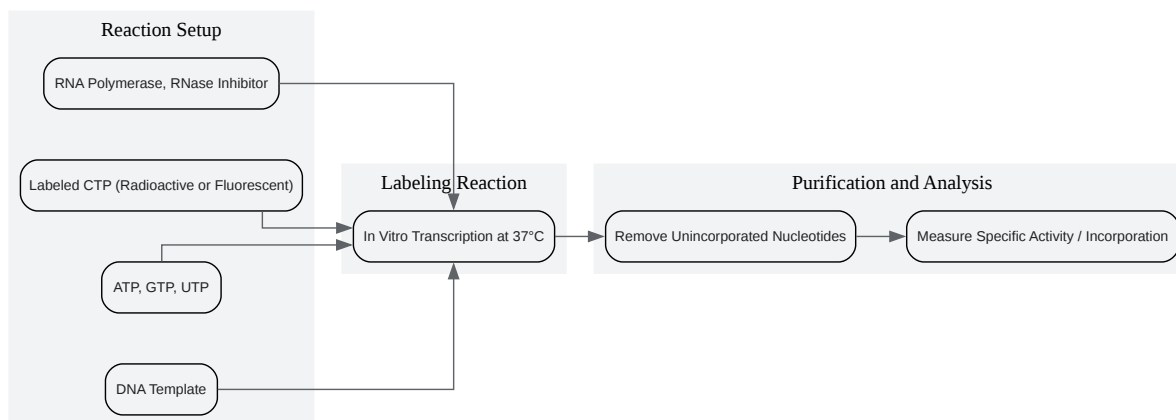 Reaction Setup
RNA Polymerase, RNase Inhibitor
Labeled CTP (Radioactive or Fluorescent)
ATP, GTP, UTP
DNA Template
Labeling Reaction
In Vitro Transcription at 37°C
Purification and Analysis
Remove Unincorporated Nucleotides
Measure Specific Activity / Incorporation